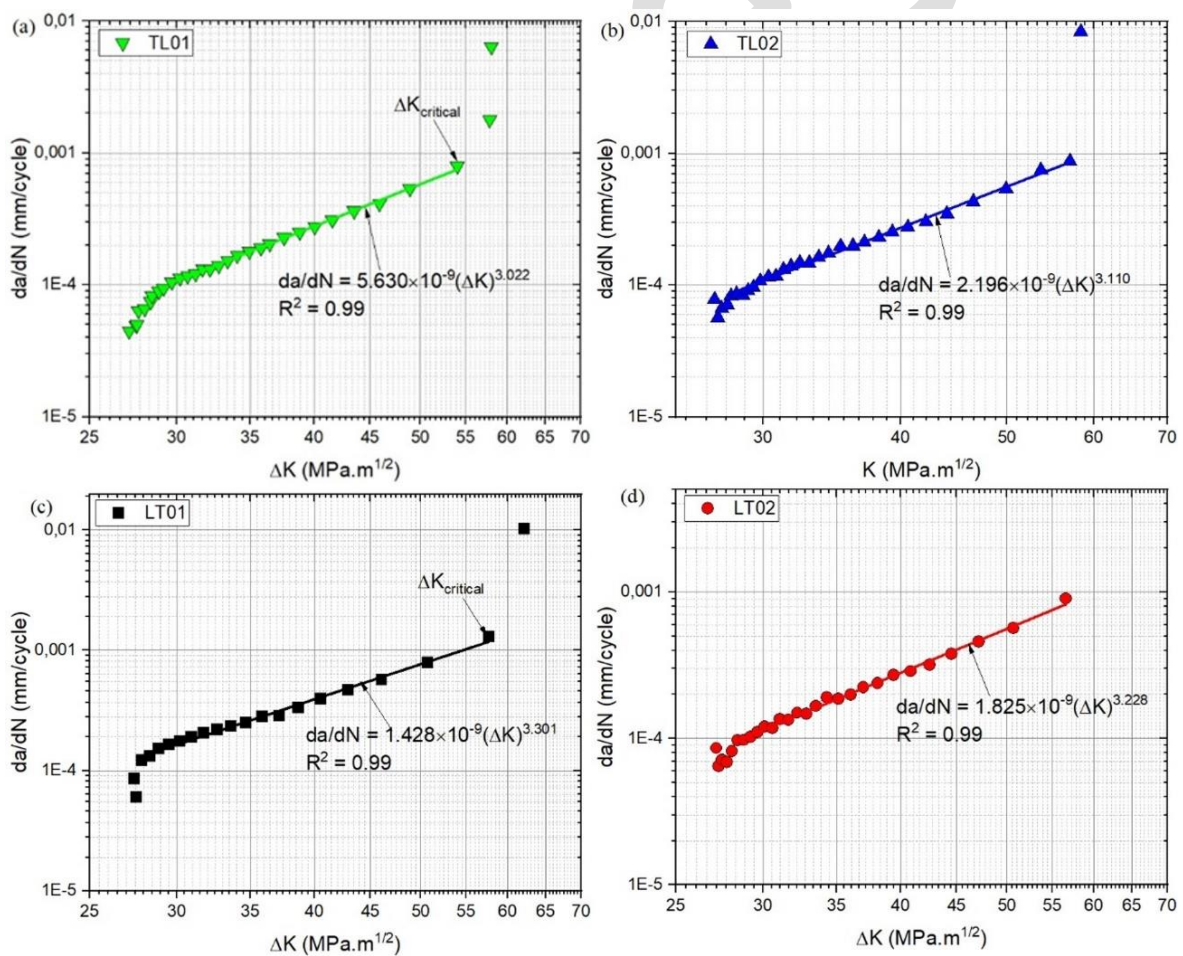 (a)
TL01
0,01
0,001
1E-4
1E-5
da/dN (mm/cycle)
ΔK_critical
da/dN = 5.630×10⁻⁹(ΔK)³·⁰²²
R² = 0.99
25 30 35 40 45 50 55 60 65 70
ΔK (MPa.m^1/2)
(b)
TL02
0,01
0,001
1E-4
1E-5
da/dN (mm/cycle)
da/dN = 2.196×10⁻⁹(ΔK)³·¹¹⁰
R² = 0.99
30 40 50 60 70
K (MPa.m^1/2)
(c)
LT01
0,01
0,001
1E-4
1E-5
da/dN (mm/cycle)
ΔK_critical
da/dN = 1.428×10⁻⁹(ΔK)³·³⁰¹
R² = 0.99
25 30 35 40 45 50 55 60 65 70
ΔK (MPa.m^1/2)
(d)
LT02
0,001
1E-4
1E-5
da/dN (mm/cycle)
da/dN = 1.825×10⁻⁹(ΔK)³·²²⁸
R² = 0.99
25 30 35 40 45 50 55 60 65 70
ΔK (MPa.m^1/2)